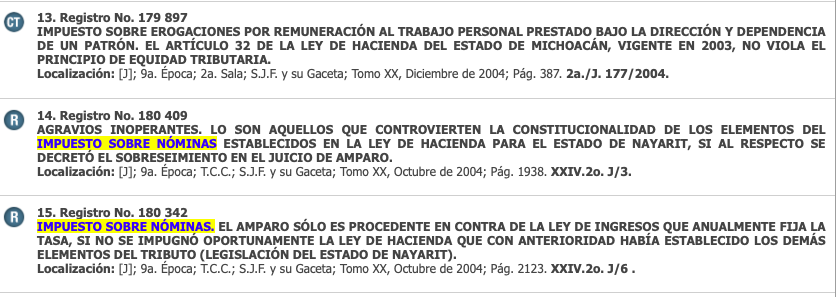 CT
13. Registro No. 179 897
IMPUESTO SOBRE EROGACIONES POR REMUNERACIÓN AL TRABAJO PERSONAL PRESTADO BAJO LA DIRECCIÓN Y DEPENDENCIA
DE UN PATRÓN. EL ARTÍCULO 32 DE LA LEY DE HACIENDA DEL ESTADO DE MICHOACÁN, VIGENTE EN 2003, NO VIOLA EL
PRINCIPIO DE EQUIDAD TRIBUTARIA.
Localización: [J]; 9a. Época; 2a. Sala; S.J.F. y su Gaceta; Tomo XX, Diciembre de 2004; Pág. 387. 2a./J. 177/2004.
R
14. Registro No. 180 409
AGRAVIOS INOPERANTES. LO SON AQUELLOS QUE CONTROVIERTEN LA CONSTITUCIONALIDAD DE LOS ELEMENTOS DEL
IMPUESTO SOBRE NÓMINAS ESTABLECIDOS EN LA LEY DE HACIENDA PARA EL ESTADO DE NAYARIT, SI AL RESPECTO SE
DECRETÓ EL SOBRESEIMIENTO EN EL JUICIO DE AMPARO.
Localización: [J]; 9a. Época; T.C.C.; S.J.F. y su Gaceta; Tomo XX, Octubre de 2004; Pág. 1938. XXIV.2o. J/3.
R
15. Registro No. 180 342
IMPUESTO SOBRE NÓMINAS. EL AMPARO SÓLO ES PROCEDENTE EN CONTRA DE LA LEY DE INGRESOS QUE ANUALMENTE FIJA LA
TASA, SI NO SE IMPUGNÓ OPORTUNAMENTE LA LEY DE HACIENDA QUE CON ANTERIORIDAD HABÍA ESTABLECIDO LOS DEMÁS
ELEMENTOS DEL TRIBUTO (LEGISLACIÓN DEL ESTADO DE NAYARIT).
Localización: [J]; 9a. Época; T.C.C.; S.J.F. y su Gaceta; Tomo XX, Octubre de 2004; Pág. 2123. XXIV.2o. J/6 .